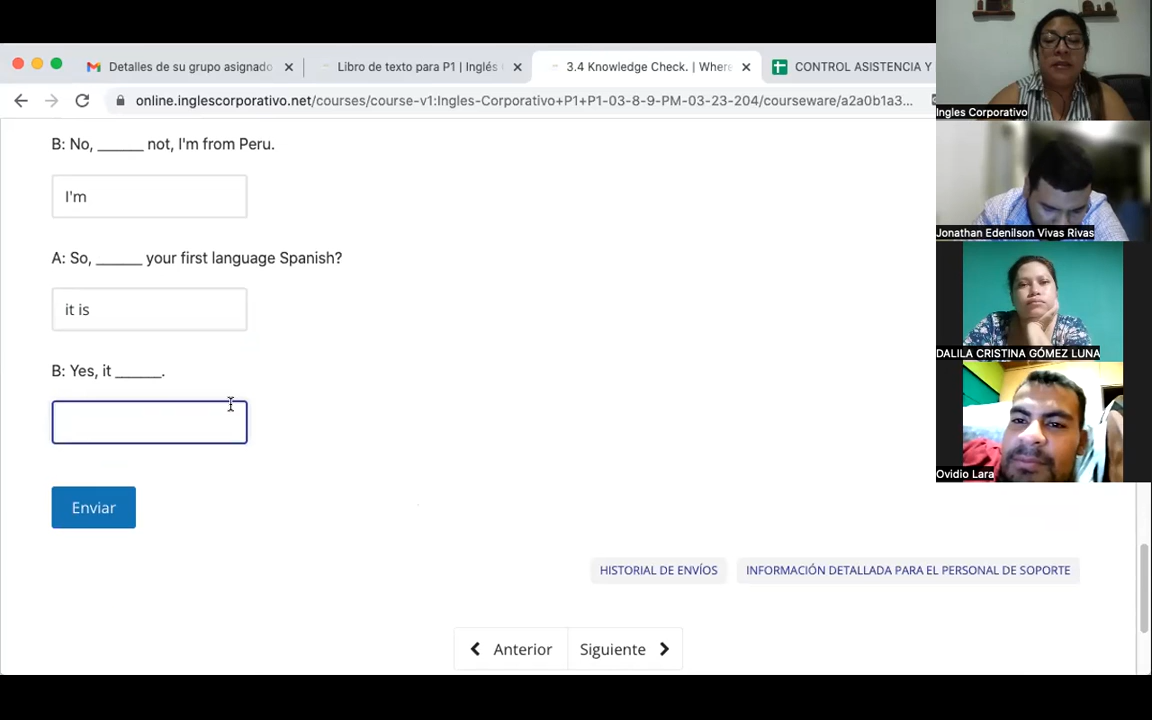 Detalles de su grupo asignado
Libro de texto para P1 | Inglés
3.4 Knowledge Check. | Where
CONTROL ASISTENCIA Y
online.inglescorporativo.net/courses/course-v1:Ingles-Corporativo+P1+P1-03-8-9-PM-03-23-204/courseware/a2a0b1a3...
B: No, ______ not, I'm from Peru.
I'm
A: So, ______ your first language Spanish?
it is
B: Yes, it ______.
Enviar
HISTORIAL DE ENVÍOS
INFORMACIÓN DETALLADA PARA EL PERSONAL DE SOPORTE
Anterior
Siguiente
Ingles Corporativo
Jonathan Edenilson Vivas Rivas
DALILA CRISTINA GÓMEZ LUNA
Ovidio Lara